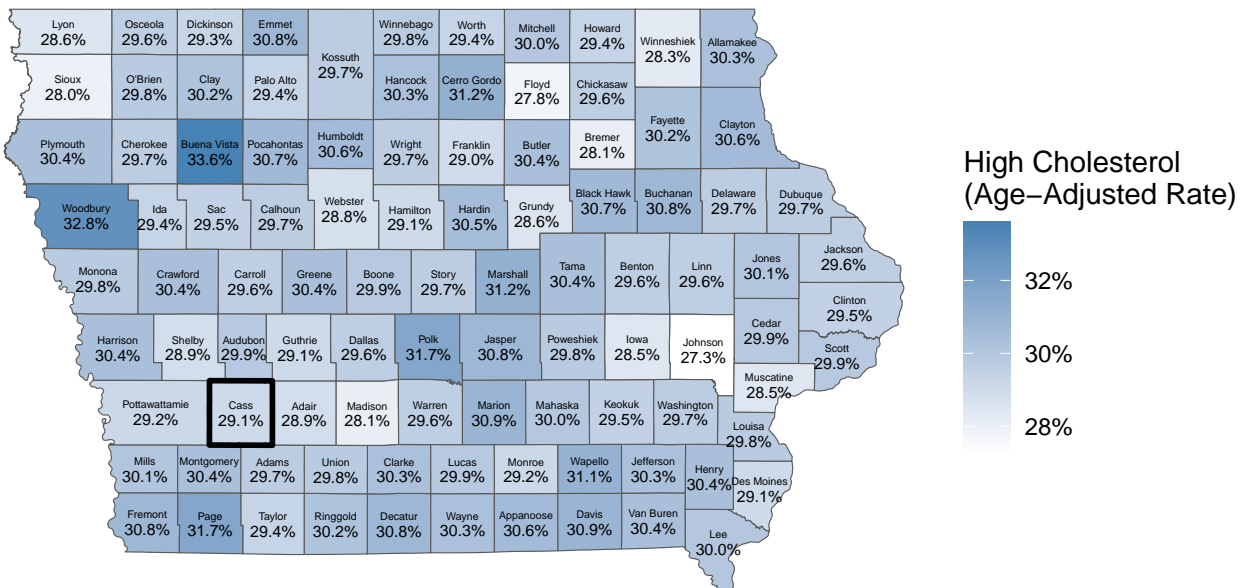 Lyon
28.6%
Osceola
29.6%
Dickinson
29.3%
Emmet
30.8%
Kossuth
29.7%
Winnebago
29.8%
Worth
29.4%
Mitchell
30.0%
Howard
29.4%
Winneshiek
28.3%
Allamakee
30.3%
Sioux
28.0%
O'Brien
29.8%
Clay
30.2%
Palo Alto
29.4%
Hancock
30.3%
Cerro Gordo
31.2%
Floyd
27.8%
Chickasaw
29.6%
Fayette
30.2%
Clayton
30.6%
Plymouth
30.4%
Cherokee
29.7%
Buena Vista
33.6%
Pocahontas
30.7%
Humboldt
30.6%
Wright
29.7%
Franklin
29.0%
Butler
30.4%
Bremer
28.1%
Woodbury
32.8%
Ida
29.4%
Sac
29.5%
Calhoun
29.7%
Webster
28.8%
Hamilton
29.1%
Hardin
30.5%
Grundy
28.6%
Black Hawk
30.7%
Buchanan
30.8%
Delaware
29.7%
Dubuque
29.7%
Monona
29.8%
Crawford
30.4%
Carroll
29.6%
Greene
30.4%
Boone
29.9%
Story
29.7%
Marshall
31.2%
Tama
30.4%
Benton
29.6%
Linn
29.6%
Jones
30.1%
Jackson
29.6%
Clinton
29.5%
Harrison
30.4%
Shelby
28.9%
Audubon
29.9%
Guthrie
29.1%
Dallas
29.6%
Polk
31.7%
Jasper
30.8%
Poweshiek
29.8%
Iowa
28.5%
Johnson
27.3%
Cedar
29.9%
Scott
29.9%
Muscatine
28.5%
Pottawattamie
29.2%
Cass
29.1%
Adair
28.9%
Madison
28.1%
Warren
29.6%
Marion
30.9%
Mahaska
30.0%
Keokuk
29.5%
Washington
29.7%
Louisa
29.8%
Mills
30.1%
Montgomery
30.4%
Adams
29.7%
Union
29.8%
Clarke
30.3%
Lucas
29.9%
Monroe
29.2%
Wapello
31.1%
Jefferson
30.3%
Henry
30.4%
Des Moines
29.1%
Fremont
30.8%
Page
31.7%
Taylor
29.4%
Ringgold
30.2%
Decatur
30.8%
Wayne
30.3%
Appanoose
30.6%
Davis
30.9%
Van Buren
30.4%
Lee
30.0%
High Cholesterol
(Age−Adjusted Rate)
32%
30%
28%